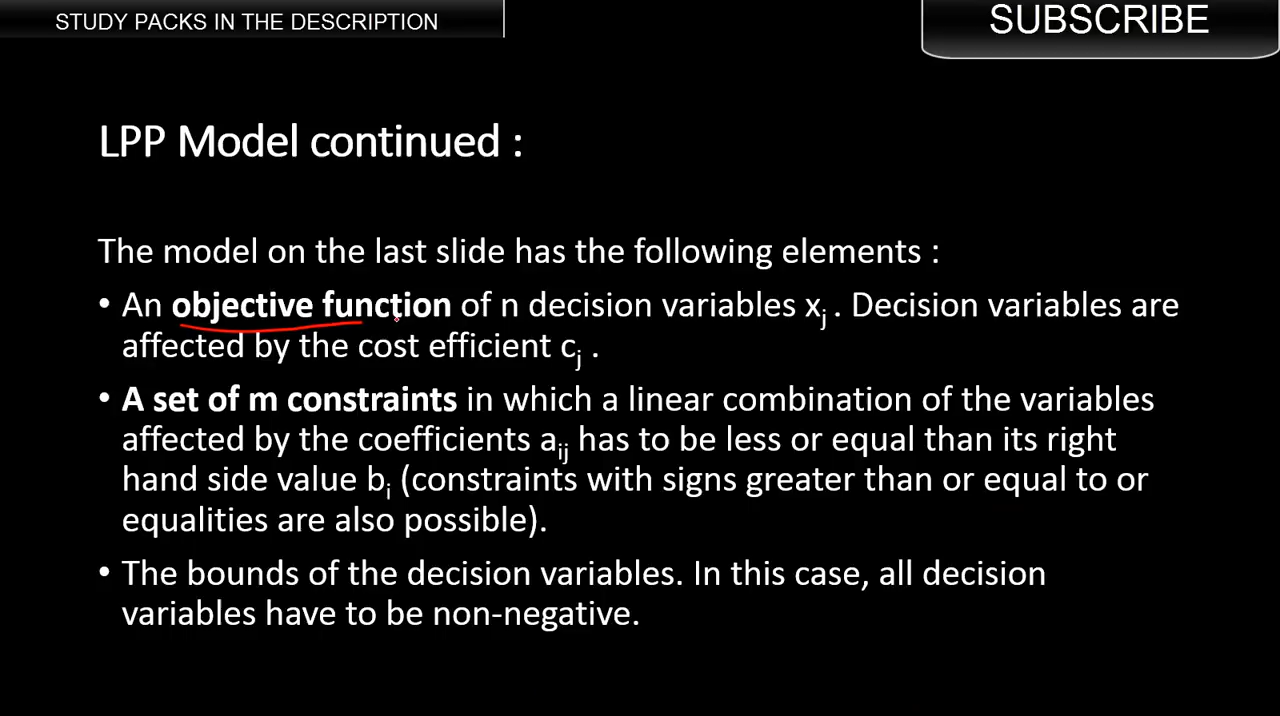 STUDY PACKS IN THE DESCRIPTION
SUBSCRIBE
LPP Model continued :
The model on the last slide has the following elements :
• An objective function of n decision variables xj . Decision variables are
affected by the cost efficient cj .
• A set of m constraints in which a linear combination of the variables
affected by the coefficients aij has to be less or equal than its right
hand side value bi (constraints with signs greater than or equal to or
equalities are also possible).
• The bounds of the decision variables. In this case, all decision
variables have to be non-negative.